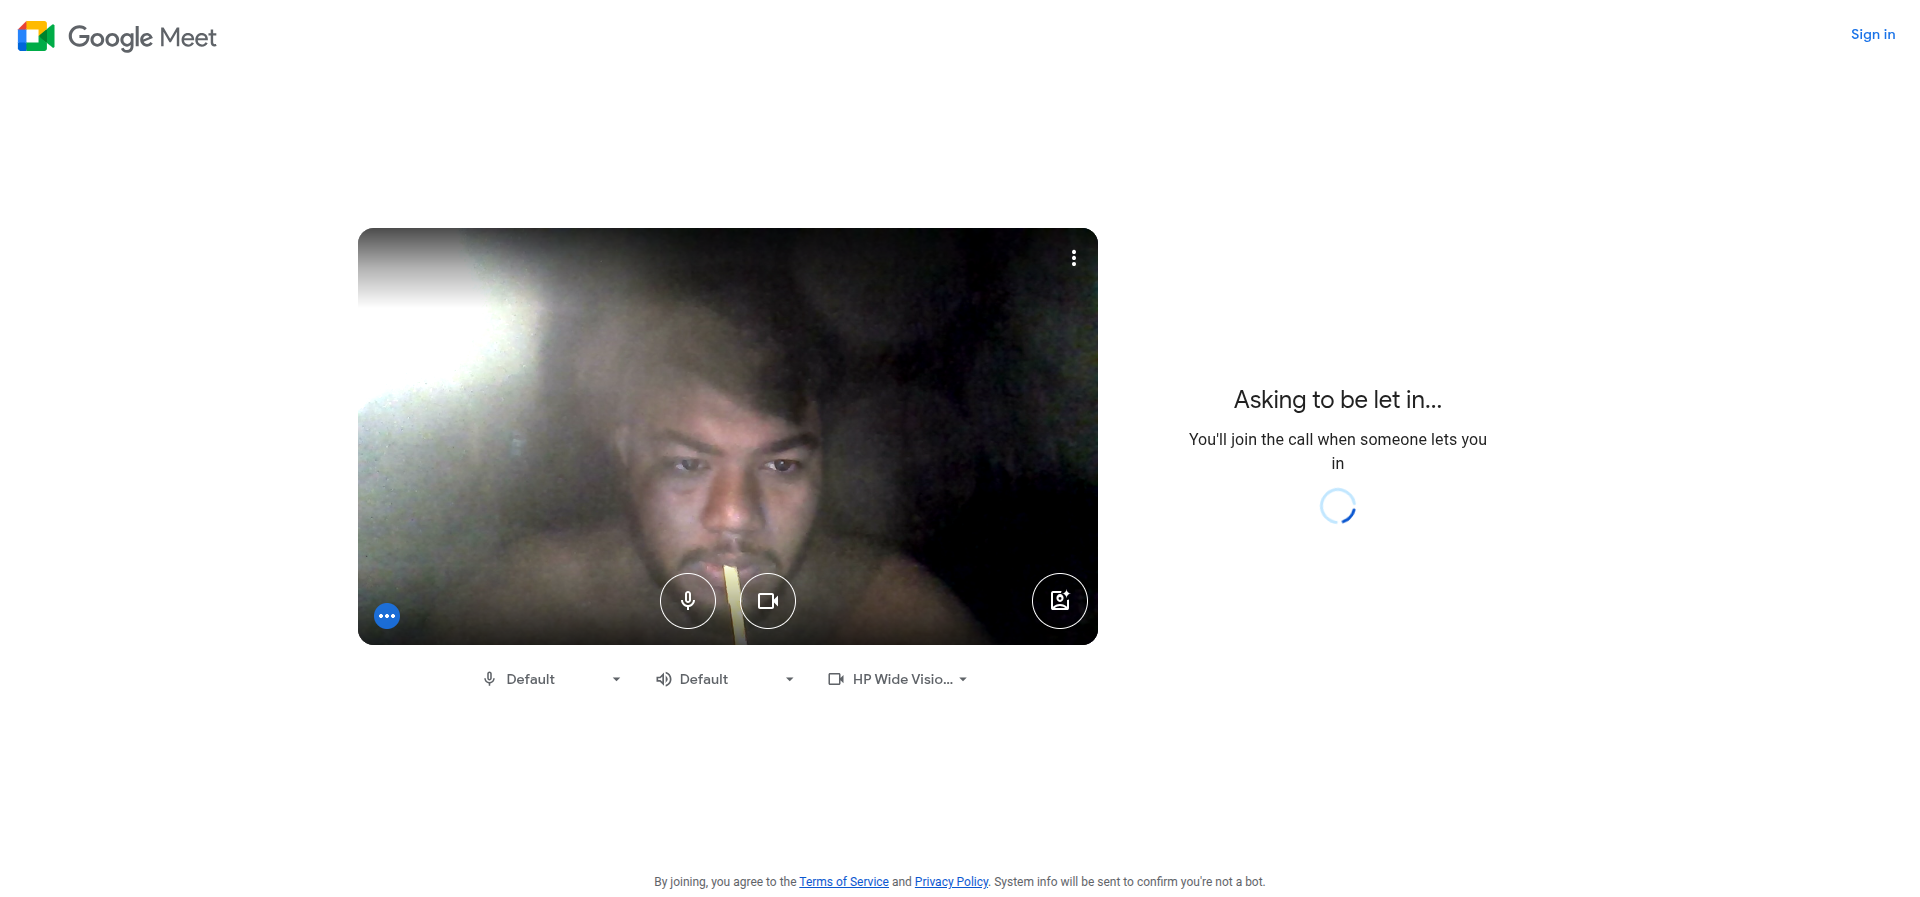 Google Meet
Sign in
Asking to be let in...
You'll join the call when someone lets you
in
Default
Default
HP Wide Visio...
By joining, you agree to the Terms of Service and Privacy Policy. System info will be sent to confirm you're not a bot.